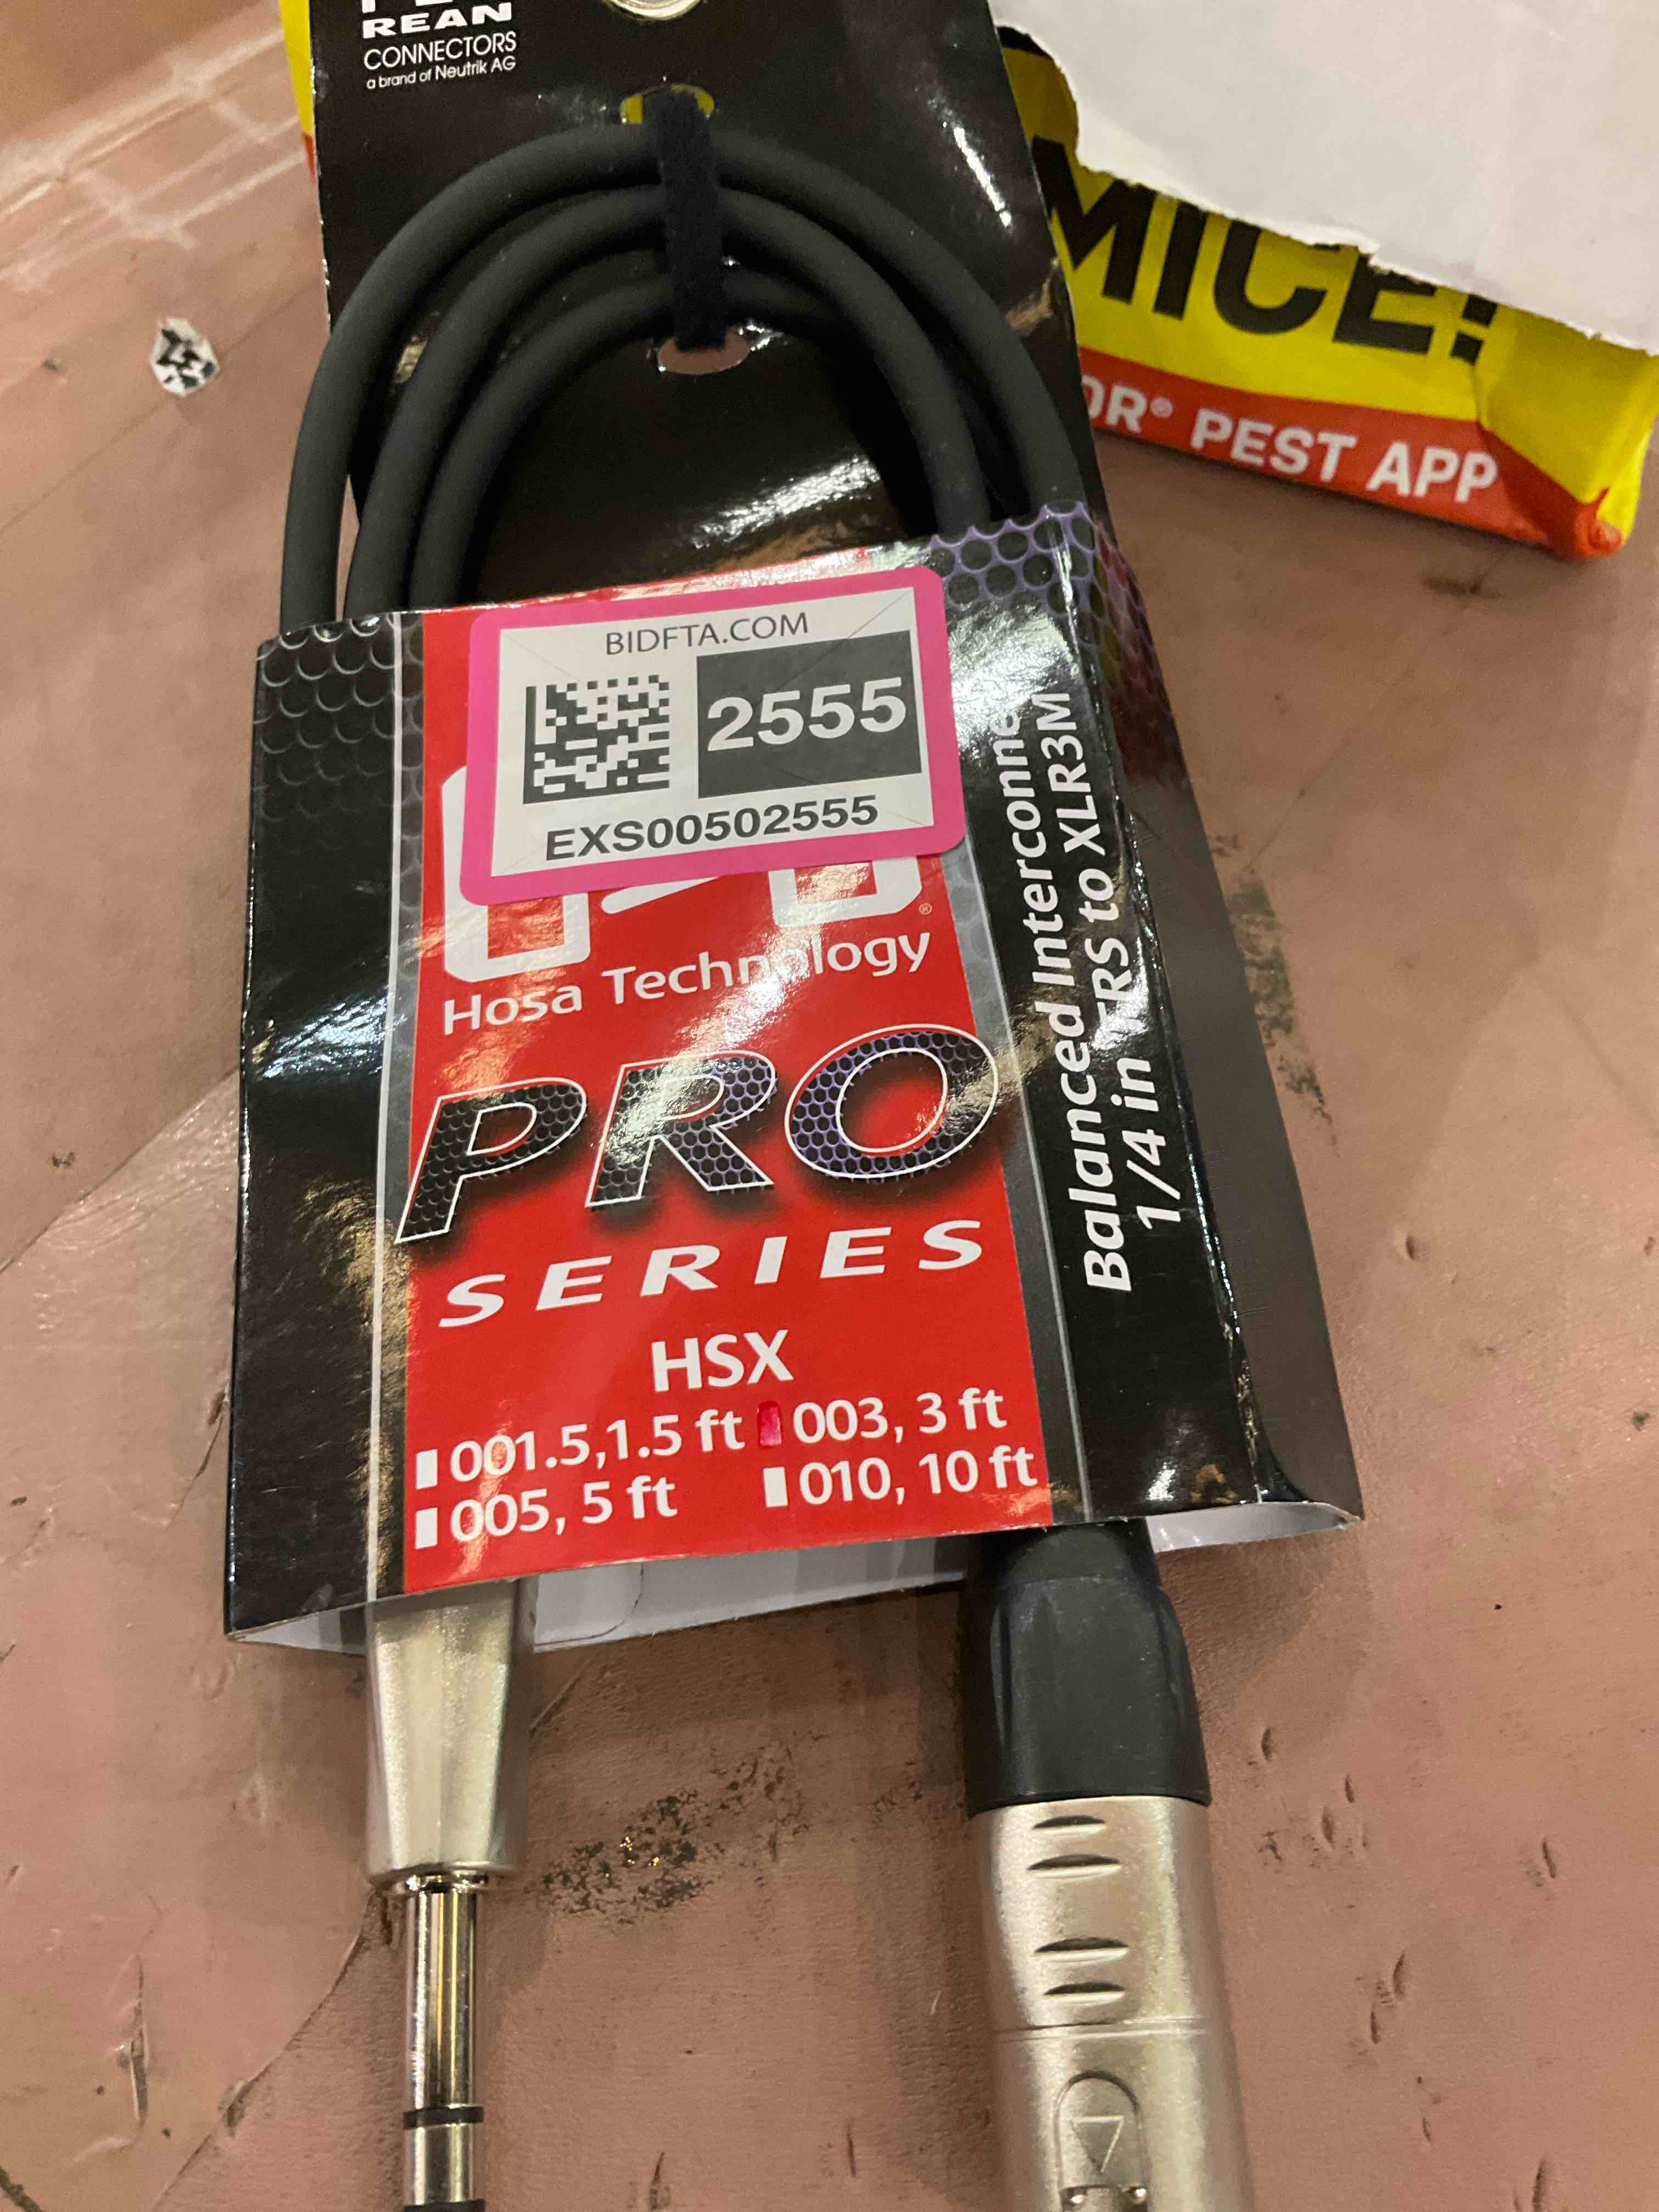 REAN
CONNECTORS
a brand of Neutrik AG
MICE!
PEST APP
BIDFTA.COM
2555
EXS00502555
Hosa Technology
PRO
SERIES
HSX
001.5,1.5 ft 003, 3 ft
005, 5 ft 010, 10 ft
Balanced
1/4 in TRS to XLR3M